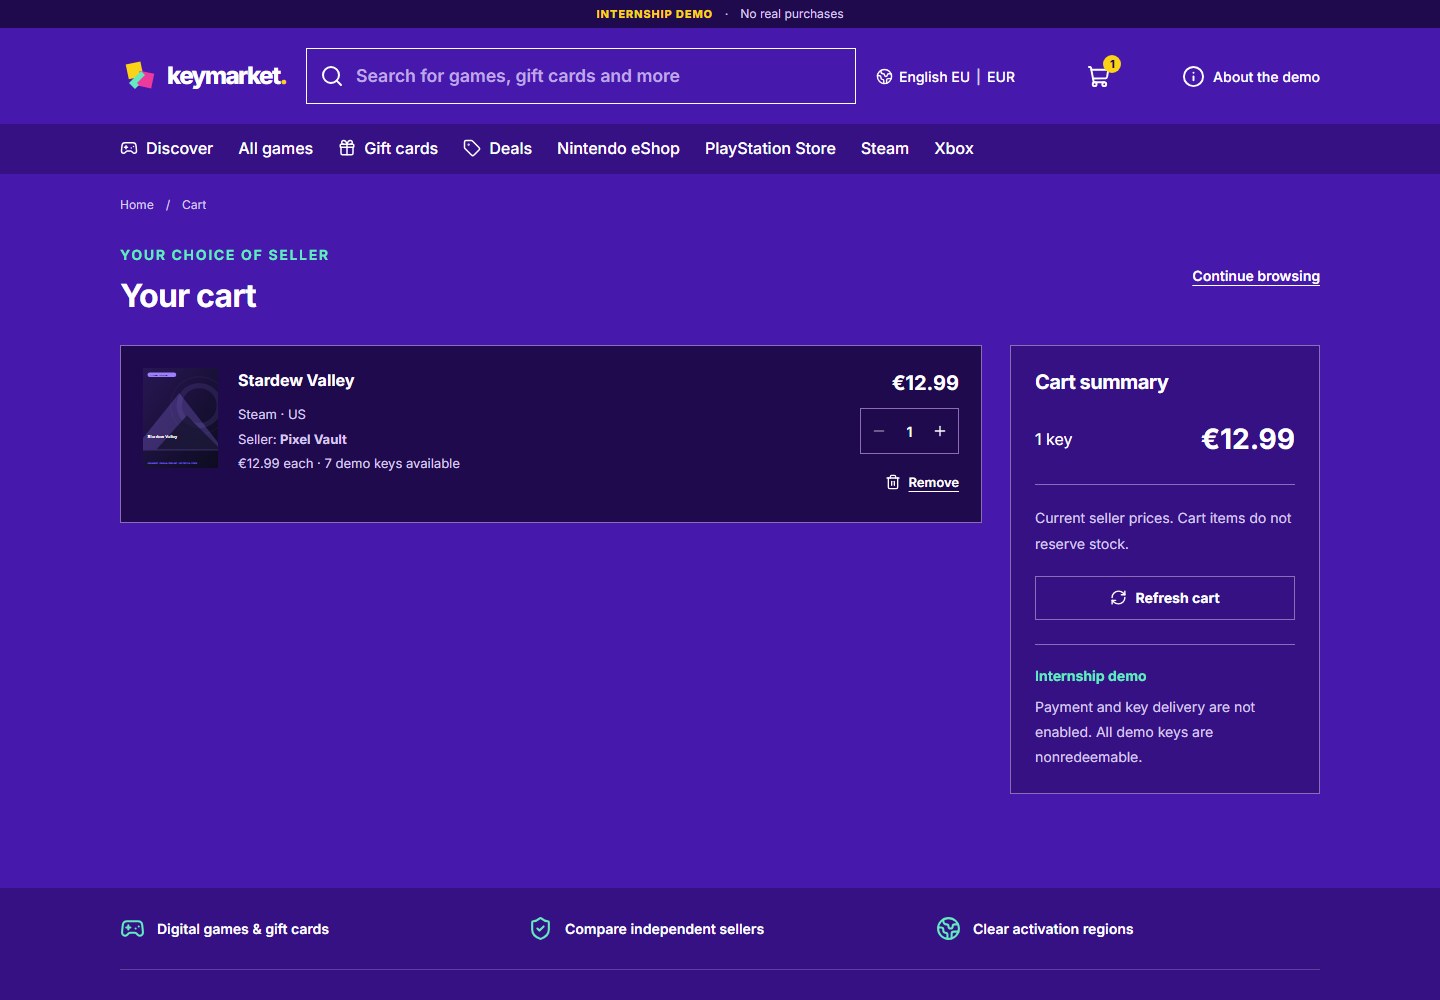 INTERNSHIP DEMO · No real purchases
keymarket.
Search for games, gift cards and more
English EU | EUR
1
About the demo
Discover All games Gift cards Deals Nintendo eShop PlayStation Store Steam Xbox
Home / Cart
YOUR CHOICE OF SELLER
Your cart
Continue browsing
Stardew Valley
Stardew Valley
Steam · US
Seller: Pixel Vault
€12.99 each · 7 demo keys available
€12.99
− 1 +
Remove
Cart summary
1 key €12.99
Current seller prices. Cart items do not
reserve stock.
Refresh cart
Internship demo
Payment and key delivery are not
enabled. All demo keys are
nonredeemable.
Digital games & gift cards
Compare independent sellers
Clear activation regions